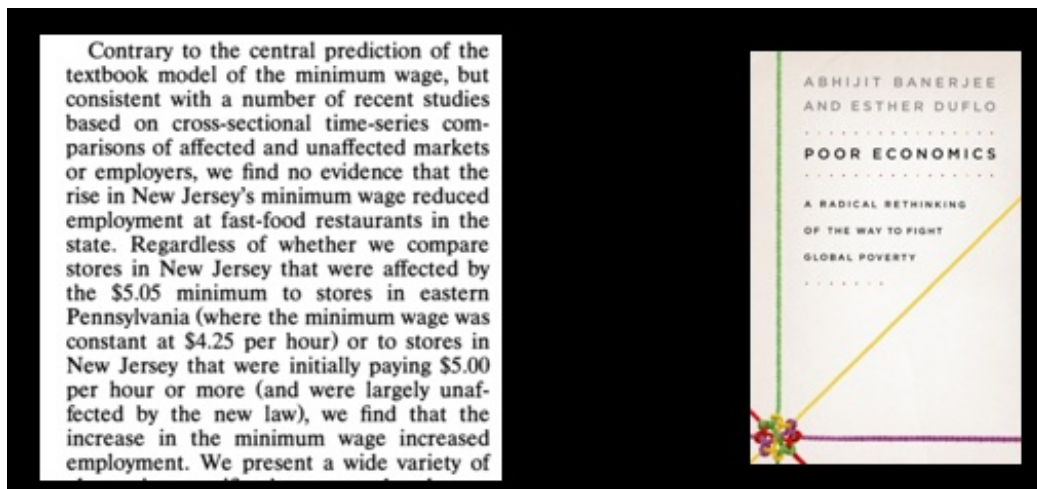 Contrary to the central prediction of the
textbook model of the minimum wage, but
consistent with a number of recent studies
based on cross-sectional time-series com-
parisons of affected and unaffected markets
or employers, we find no evidence that the
rise in New Jersey's minimum wage reduced
employment at fast-food restaurants in the
state. Regardless of whether we compare
stores in New Jersey that were affected by
the $5.05 minimum to stores in eastern
Pennsylvania (where the minimum wage was
constant at $4.25 per hour) or to stores in
New Jersey that were initially paying $5.00
per hour or more (and were largely unaf-
fected by the new law), we find that the
increase in the minimum wage increased
employment. We present a wide variety of
ABHIJIT BANERJEE
AND ESTHER DUFLO
POOR ECONOMICS
A RADICAL RETHINKING
OF THE WAY TO FIGHT
GLOBAL POVERTY